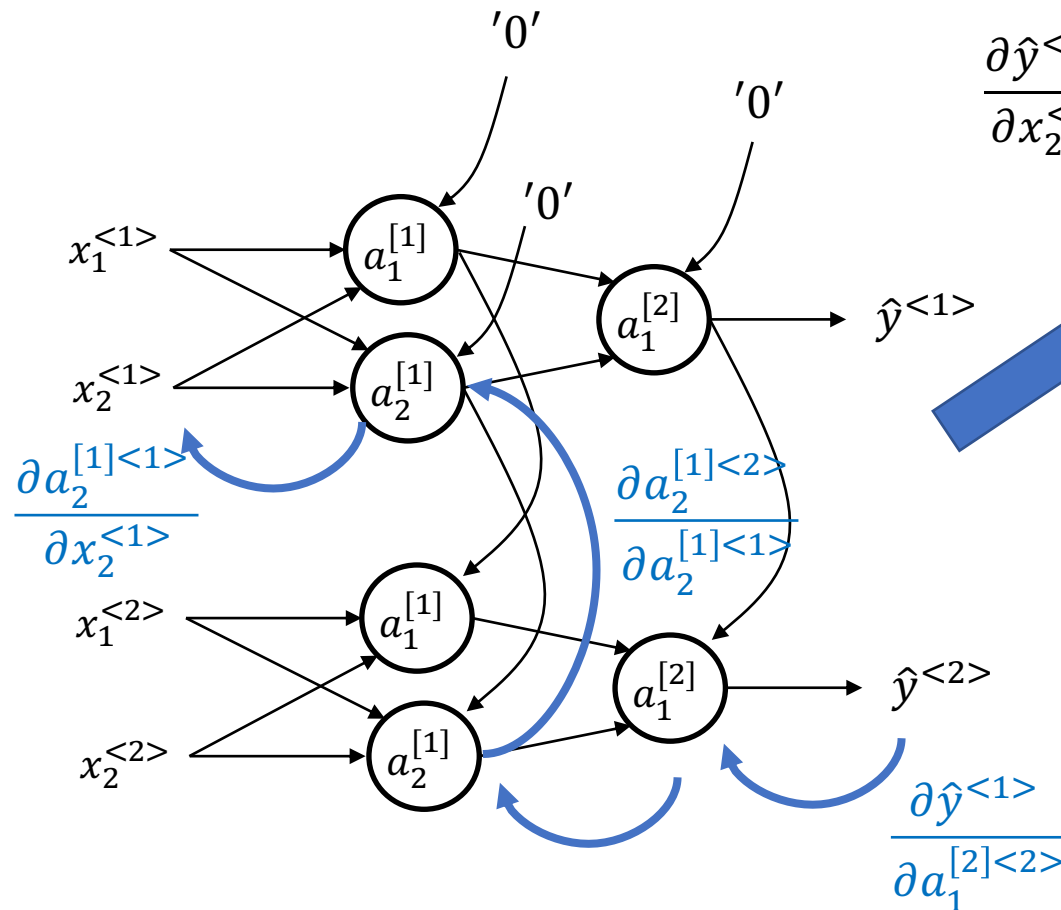 '0'
'0'
'0'
∂ŷ^<
∂x_2^<
x_1^{<1>}
a_1^{[1]}
a_1^{[2]}
ŷ^{<1>}
x_2^{<1>}
a_2^{[1]}
∂a_2^{[1]<1>}
∂x_2^{<1>}
∂a_2^{[1]<2>}
∂a_2^{[1]<1>}
x_1^{<2>}
a_1^{[1]}
a_1^{[2]}
ŷ^{<2>}
x_2^{<2>}
a_2^{[1]}
∂ŷ^{<1>}
∂a_1^{[2]<2>}